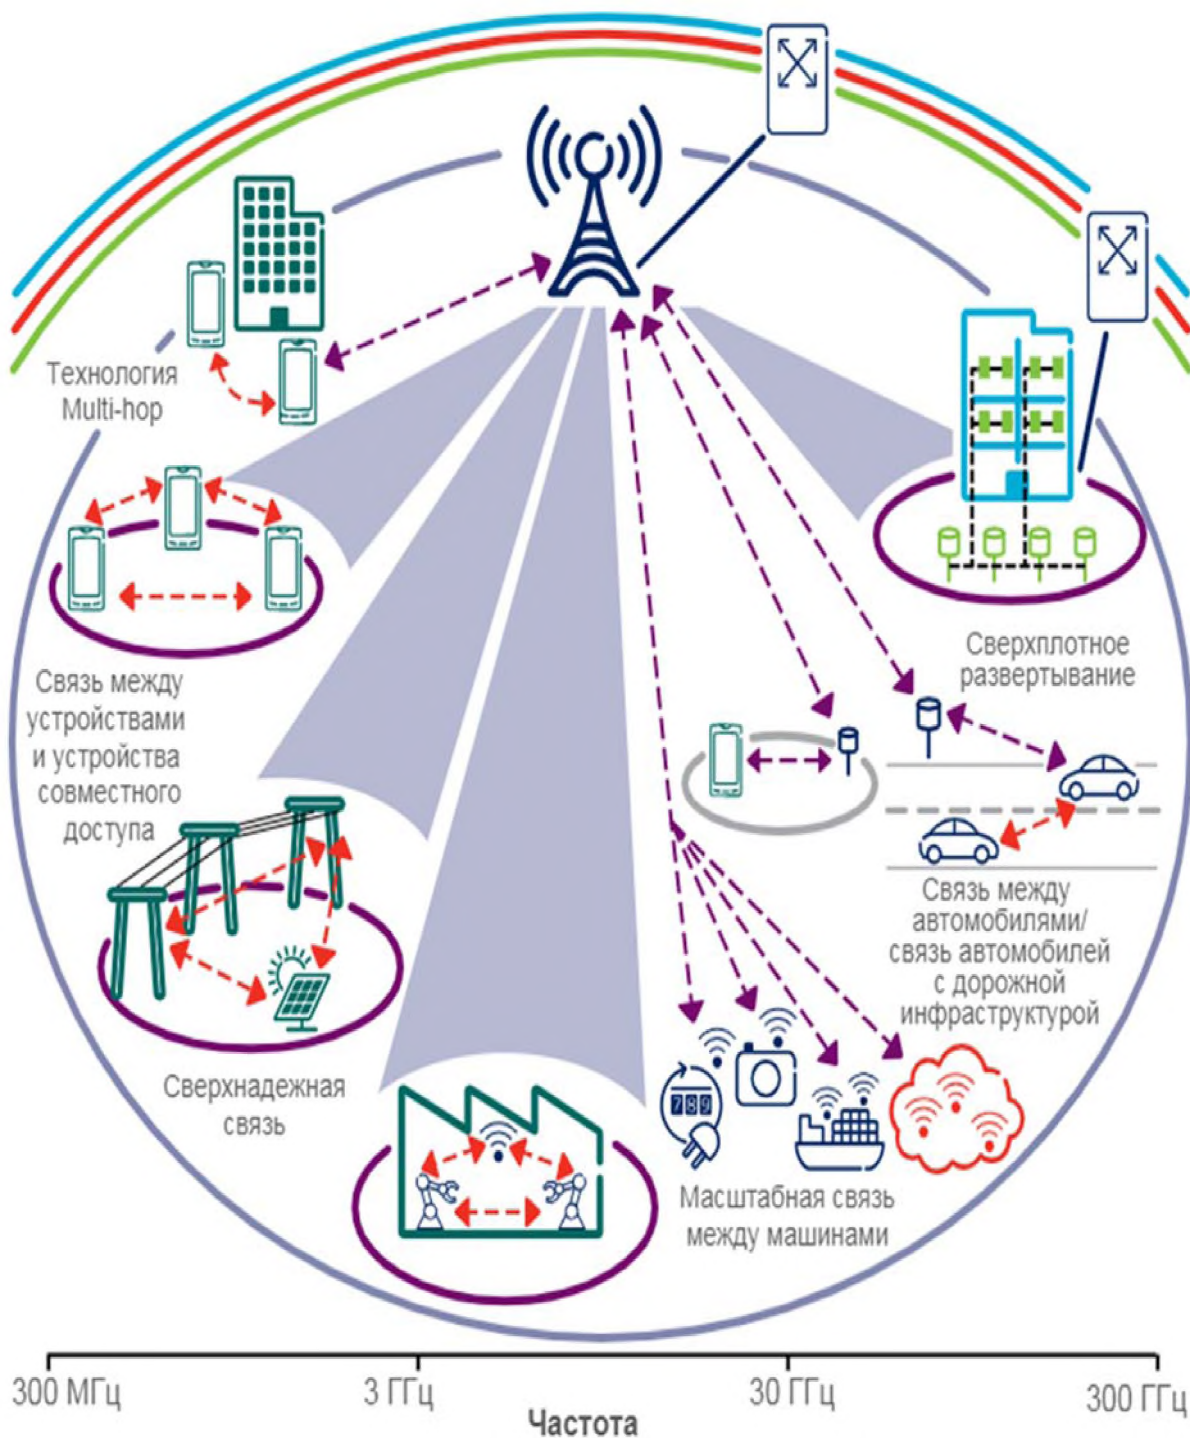 Технология
Multi-hop
Связь между
устройствами
и устройства
совместного
доступа
Сверхплотное
развертывание
Связь между
автомобилями/
связь автомобилей
с дорожной
инфраструктурой
Сверхнадежная
связь
789
Масштабная связь
между машинами
300 МГц
3 ГГц
30 ГГц
300 ГГц
Частота